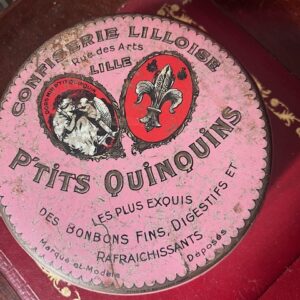 CONFISERIE LILLOISE
Rue des Arts
LILLE
P'TITS QUINQUINS
LES PLUS EXQUIS
DES BONBONS FINS, DIGESTIFS ET
RAFRAICHISSANTS
Marque et Modèle Déposés